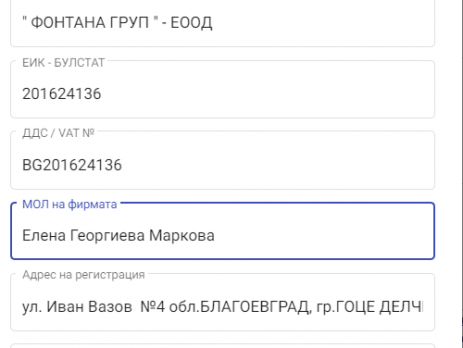 " ФОНТАНА ГРУП " - ЕООД
ЕИК - БУЛСТАТ
201624136
ДДС / VAT №
BG201624136
МОЛ на фирмата
Елена Георгиева Маркова
Адрес на регистрация
ул. Иван Вазов №4 обл.БЛАГОЕВГРАД, гр.ГОЦЕ ДЕЛЧ